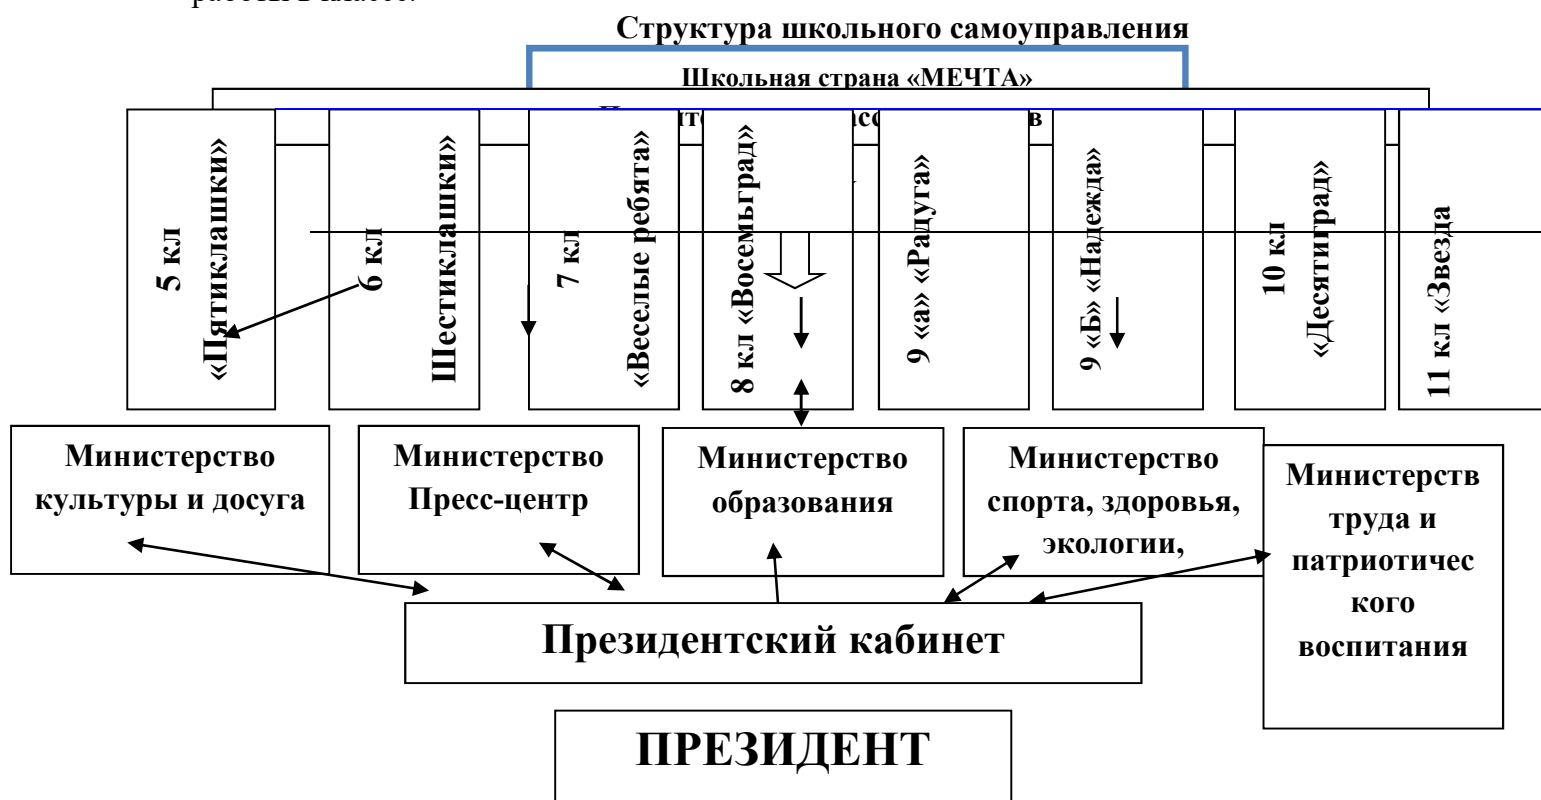 Структура школьного самоуправления
Школьная страна «МЕЧТА»
5 кл
«Пятиклашки»
6 кл
Шестиклашки»
7 кл
«Веселые ребята»
8 кл «Восемьград»
9 «а» «Радуга»
9 «Б» «Надежда»
10 кл
«Десятиград»
11 кл «Звезда
Министерство
культуры и досуга
Министерство
Пресс-центр
Министерство
образования
Министерство
спорта, здоровья,
экологии,
Министерств
труда и
патриотичес
кого
воспитания
Президентский кабинет
ПРЕЗИДЕНТ